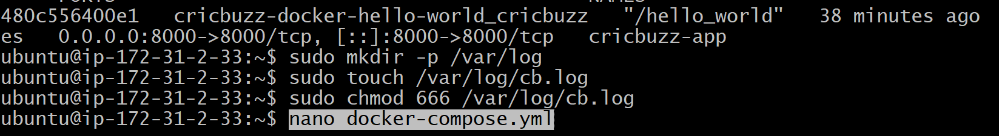 PORTS NAMES
480c556400e1 cricbuzz-docker-hello-world_cricbuzz "/hello_world" 38 minutes ago
es 0.0.0.0:8000->8000/tcp, [::]:8000->8000/tcp cricbuzz-app
ubuntu@ip-172-31-2-33:~$ sudo mkdir -p /var/log
ubuntu@ip-172-31-2-33:~$ sudo touch /var/log/cb.log
ubuntu@ip-172-31-2-33:~$ sudo chmod 666 /var/log/cb.log
ubuntu@ip-172-31-2-33:~$ nano docker-compose.yml